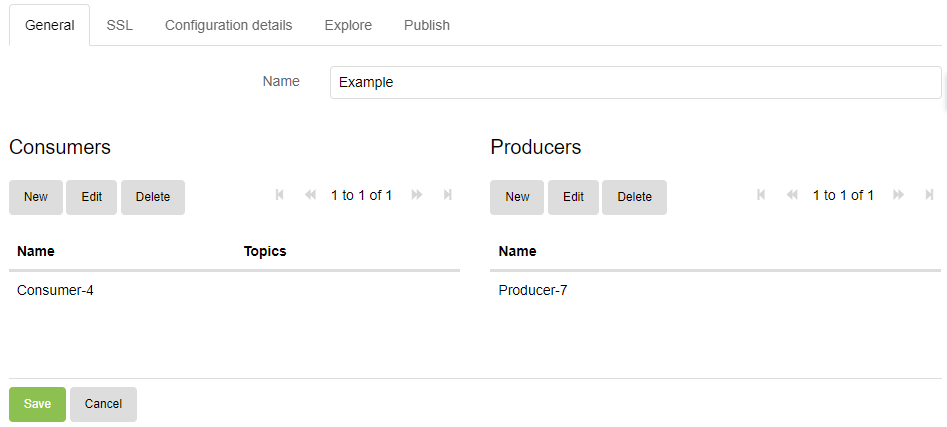 General SSL Configuration details Explore Publish
Name Example
Consumers Producers
New Edit Delete 1 to 1 of 1 New Edit Delete 1 to 1 of 1
Name Topics Name
Consumer-4 Producer-7
Save Cancel